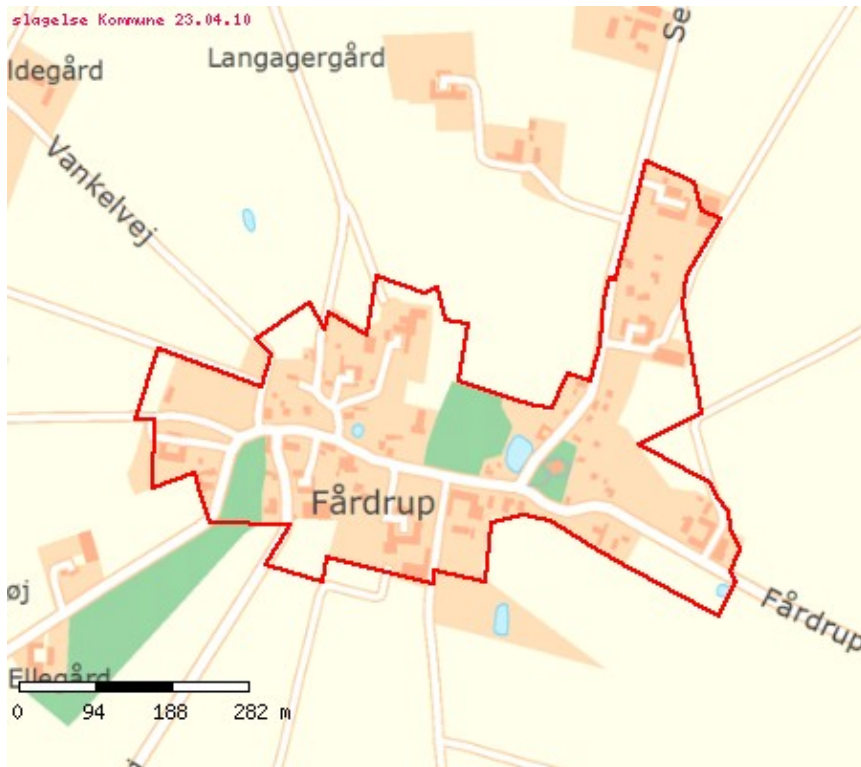 slagelse Kommune 23.04.10
Se
Langagergård
ldegård
Vankelvej
Fårdrup
øj
Fårdrup
Ellegård
0 94 188 282 m